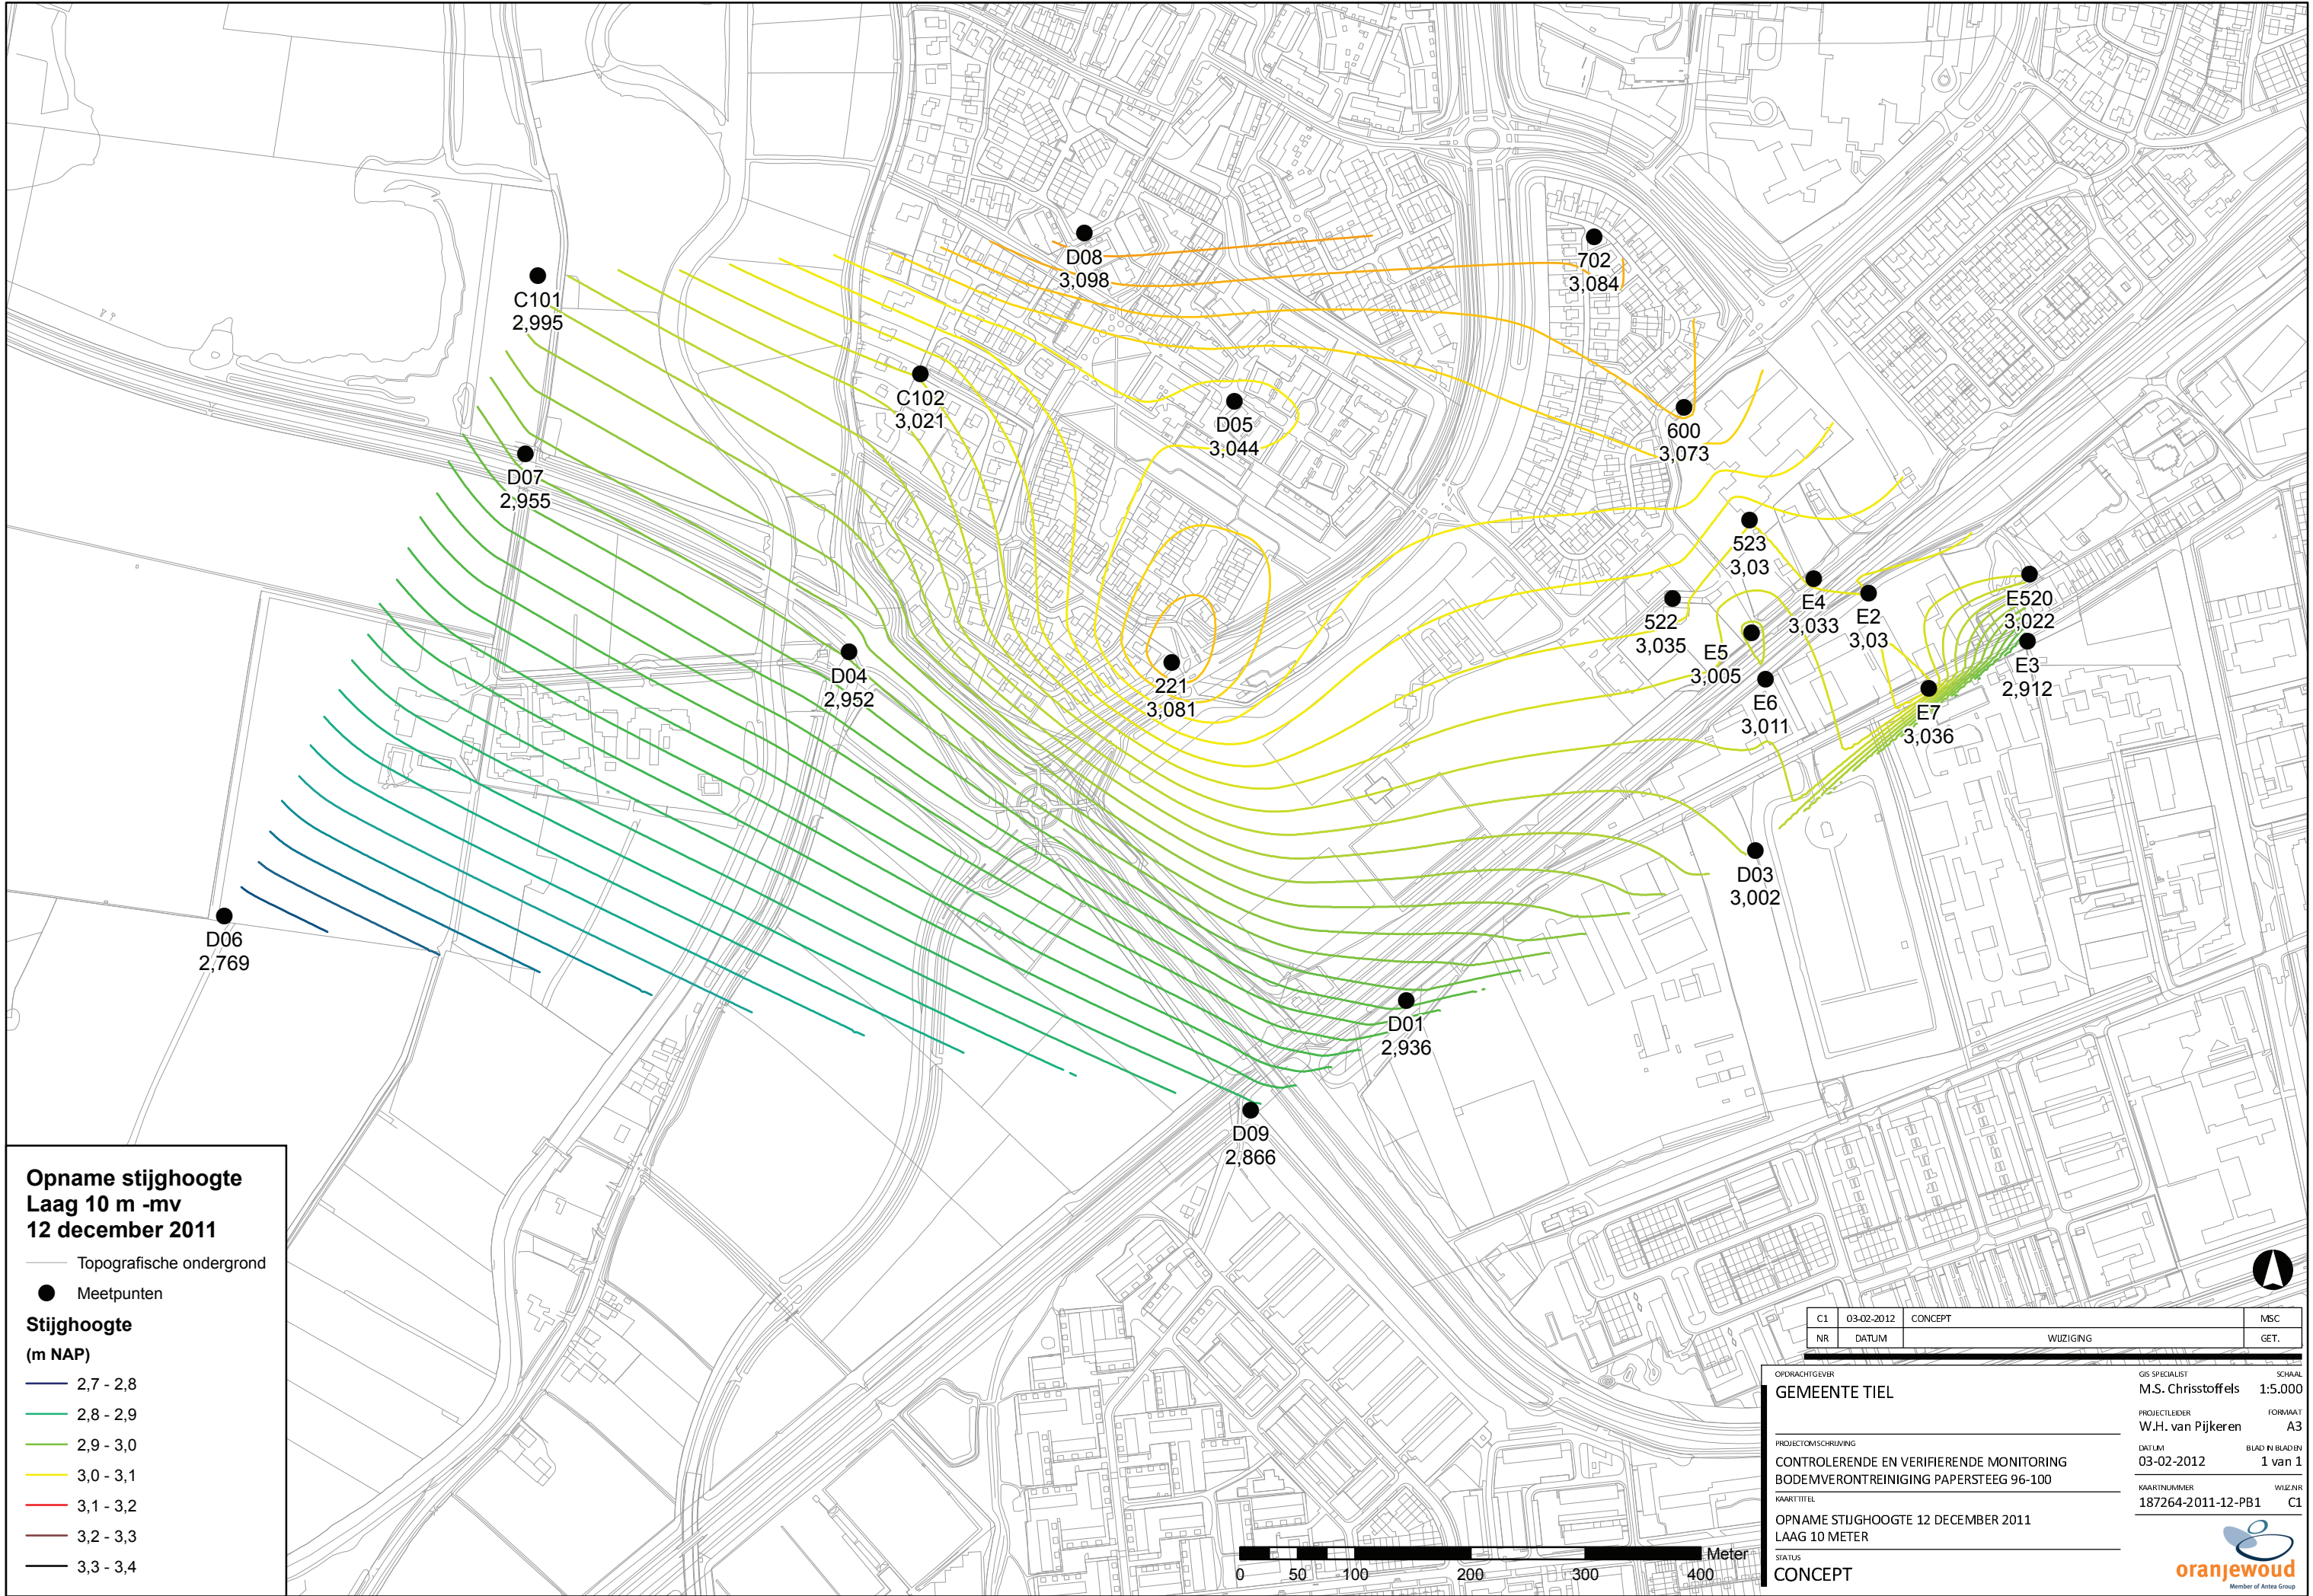 D08
3,098
702
3,084
C101
2,995
C102
3,021
D05
3,044
600
3,073
D07
2,955
523
3,03
E4
3,033
E2
3,03
E520
3,022
522
3,035
E5
3,005
E3
2,912
D04
2,952
221
3,081
E6
3,011
E7
3,036
D03
3,002
D06
2,769
D01
2,936
D09
2,866
Opname stijghoogte
Laag 10 m -mv
12 december 2011
Topografische ondergrond
Meetpunten
Stijghoogte
(m NAP)
2,7 - 2,8
2,8 - 2,9
2,9 - 3,0
3,0 - 3,1
3,1 - 3,2
3,2 - 3,3
3,3 - 3,4
0 50 100 200 300 400 Meter
C1 03-02-2012 CONCEPT MSC
NR DATUM WIJZIGING GET.
OPDRACHTGEVER
GEMEENTE TIEL
PROJECTOMSCHRIJVING
CONTROLERENDE EN VERIFIERENDE MONITORING
BODEMVERONTREINIGING PAPERSTEEG 96-100
KAARTTITEL
OPNAME STIJGHOOGTE 12 DECEMBER 2011
LAAG 10 METER
STATUS
CONCEPT
GIS SPECIALIST SCHAAL
M.S. Chrisstoffels 1:5.000
PROJECTLEIDER FORMAAT
W.H. van Pijkeren A3
DATUM BLAD IN BLADEN
03-02-2012 1 van 1
KAARTNUMMER WIJZ.NR
187264-2011-12-PB1 C1
oranjewoud
Member of Antea Group